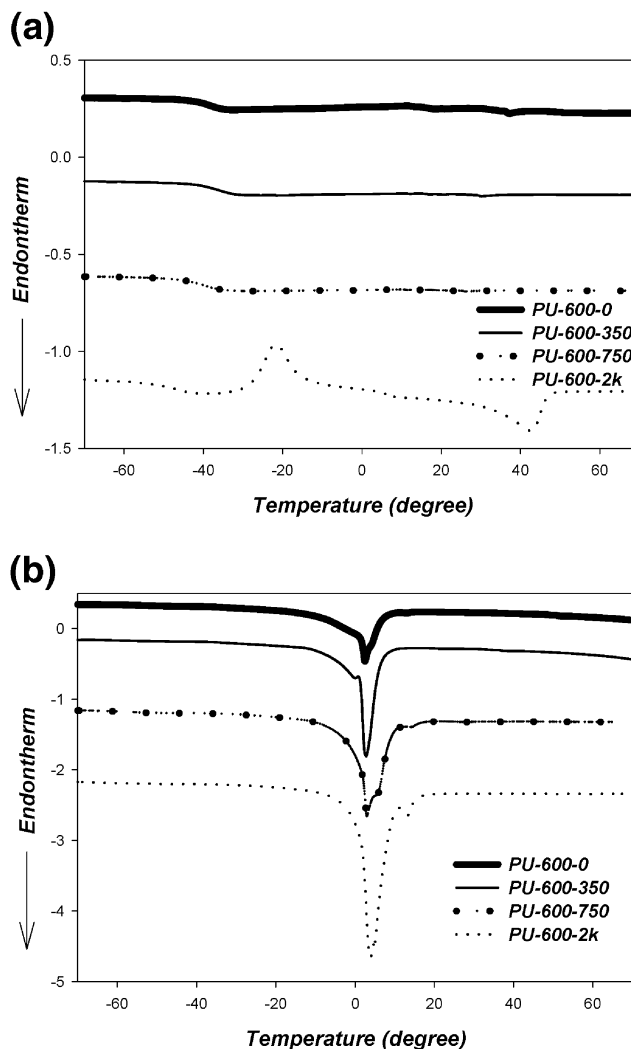 (a)
0.5
0.0
-0.5
-1.0
-1.5
Endontherm
PU-600-0
PU-600-350
PU-600-750
PU-600-2k
-60 -40 -20 0 20 40 60
Temperature (degree)
(b)
0
-1
-2
-3
-4
-5
Endontherm
PU-600-0
PU-600-350
PU-600-750
PU-600-2k
-60 -40 -20 0 20 40 60
Temperature (degree)